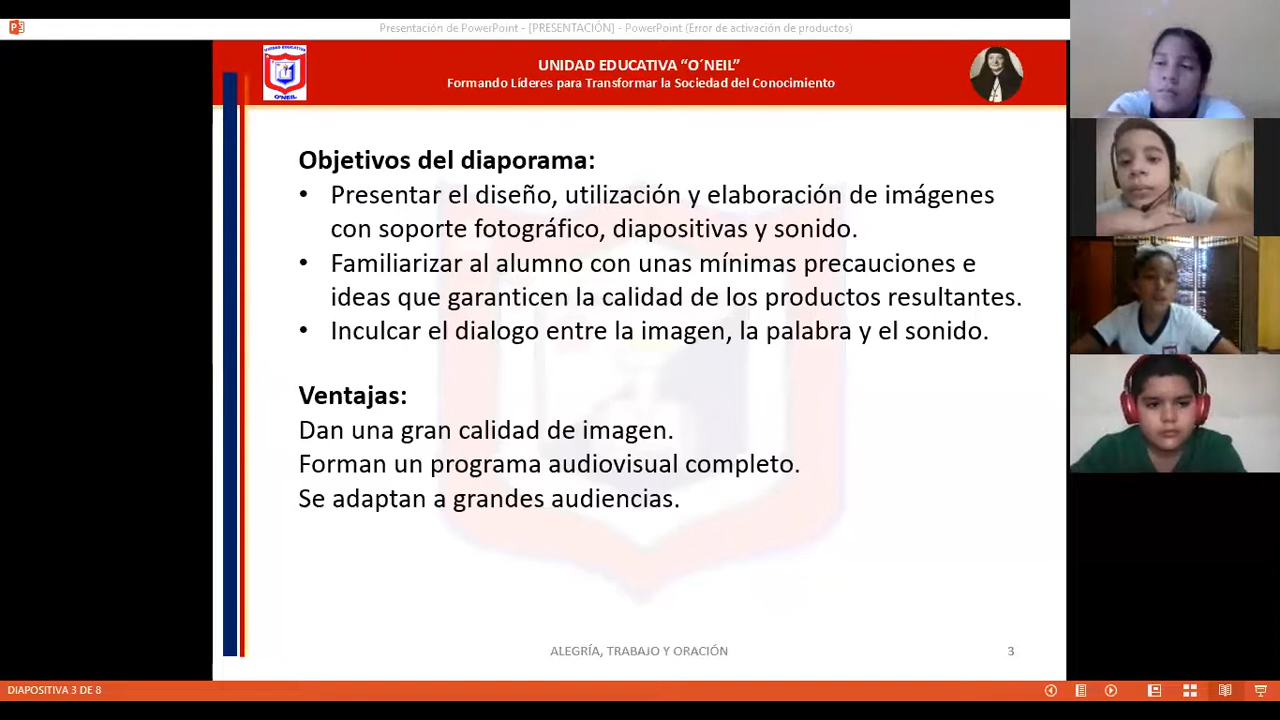 Presentación de PowerPoint - [PRESENTACIÓN] - PowerPoint (Error de activación de productos)
UNIDAD EDUCATIVA
O´NEIL
UNIDAD EDUCATIVA “O´NEIL”
Formando Líderes para Transformar la Sociedad del Conocimiento
Objetivos del diaporama:
• Presentar el diseño, utilización y elaboración de imágenes
con soporte fotográfico, diapositivas y sonido.
• Familiarizar al alumno con unas mínimas precauciones e
ideas que garanticen la calidad de los productos resultantes.
• Inculcar el dialogo entre la imagen, la palabra y el sonido.
Ventajas:
Dan una gran calidad de imagen.
Forman un programa audiovisual completo.
Se adaptan a grandes audiencias.
ALEGRÍA, TRABAJO Y ORACIÓN
3
DIAPOSITIVA 3 DE 8